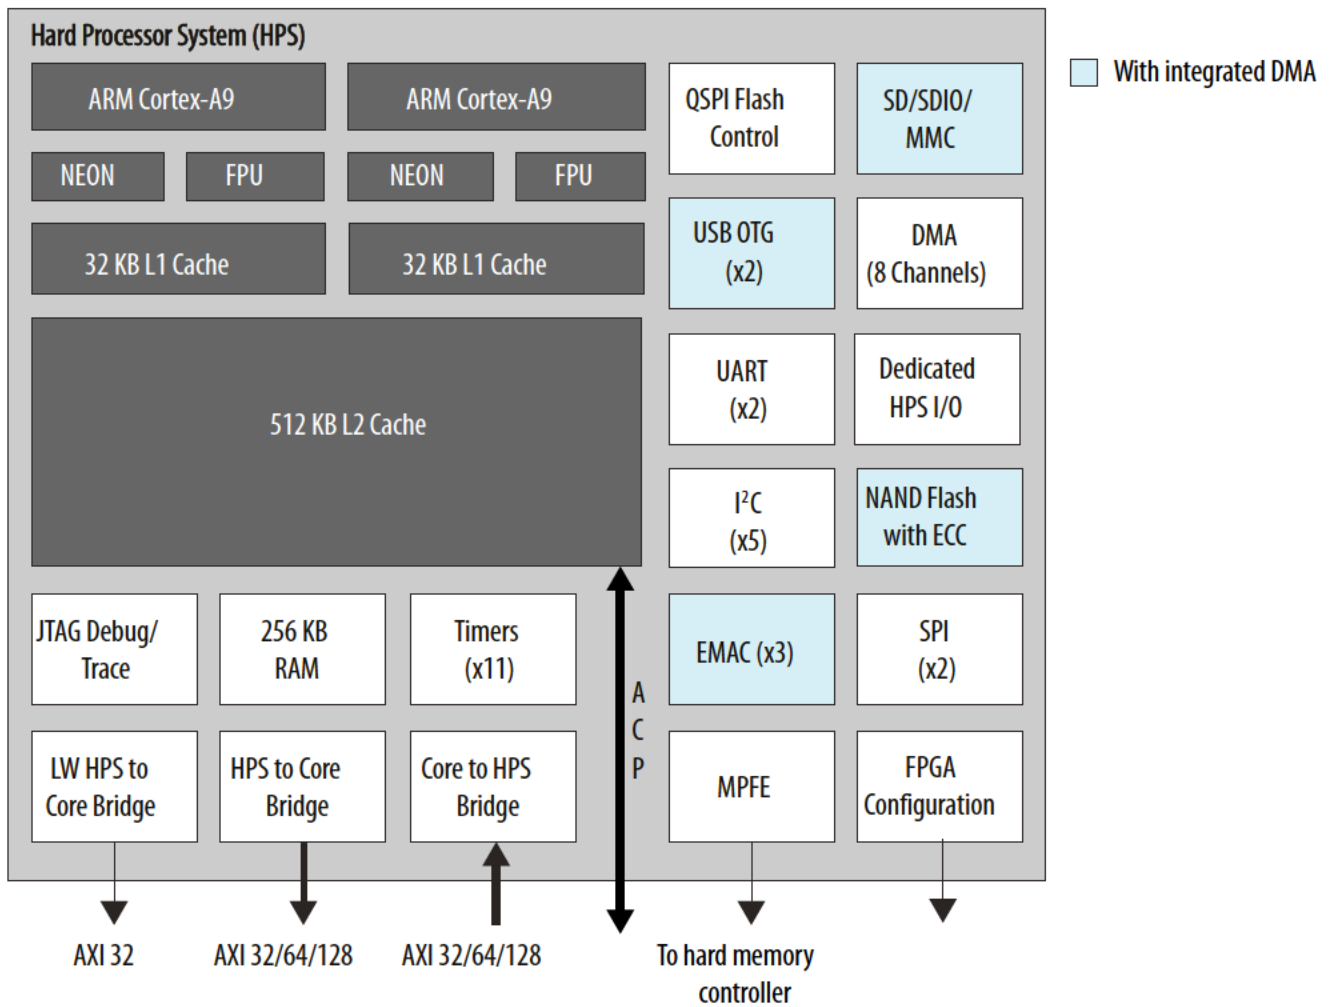 Hard Processor System (HPS)
ARM Cortex-A9
ARM Cortex-A9
NEON
FPU
NEON
FPU
32 KB L1 Cache
32 KB L1 Cache
512 KB L2 Cache
JTAG Debug/
Trace
256 KB
RAM
Timers
(x11)
LW HPS to
Core Bridge
HPS to Core
Bridge
Core to HPS
Bridge
A
C
P
QSPI Flash
Control
SD/SDIO/
MMC
USB OTG
(x2)
DMA
(8 Channels)
UART
(x2)
Dedicated
HPS I/O
I²C
(x5)
NAND Flash
with ECC
EMAC (x3)
SPI
(x2)
MPFE
FPGA
Configuration
With integrated DMA
AXI 32
AXI 32/64/128
AXI 32/64/128
To hard memory
controller